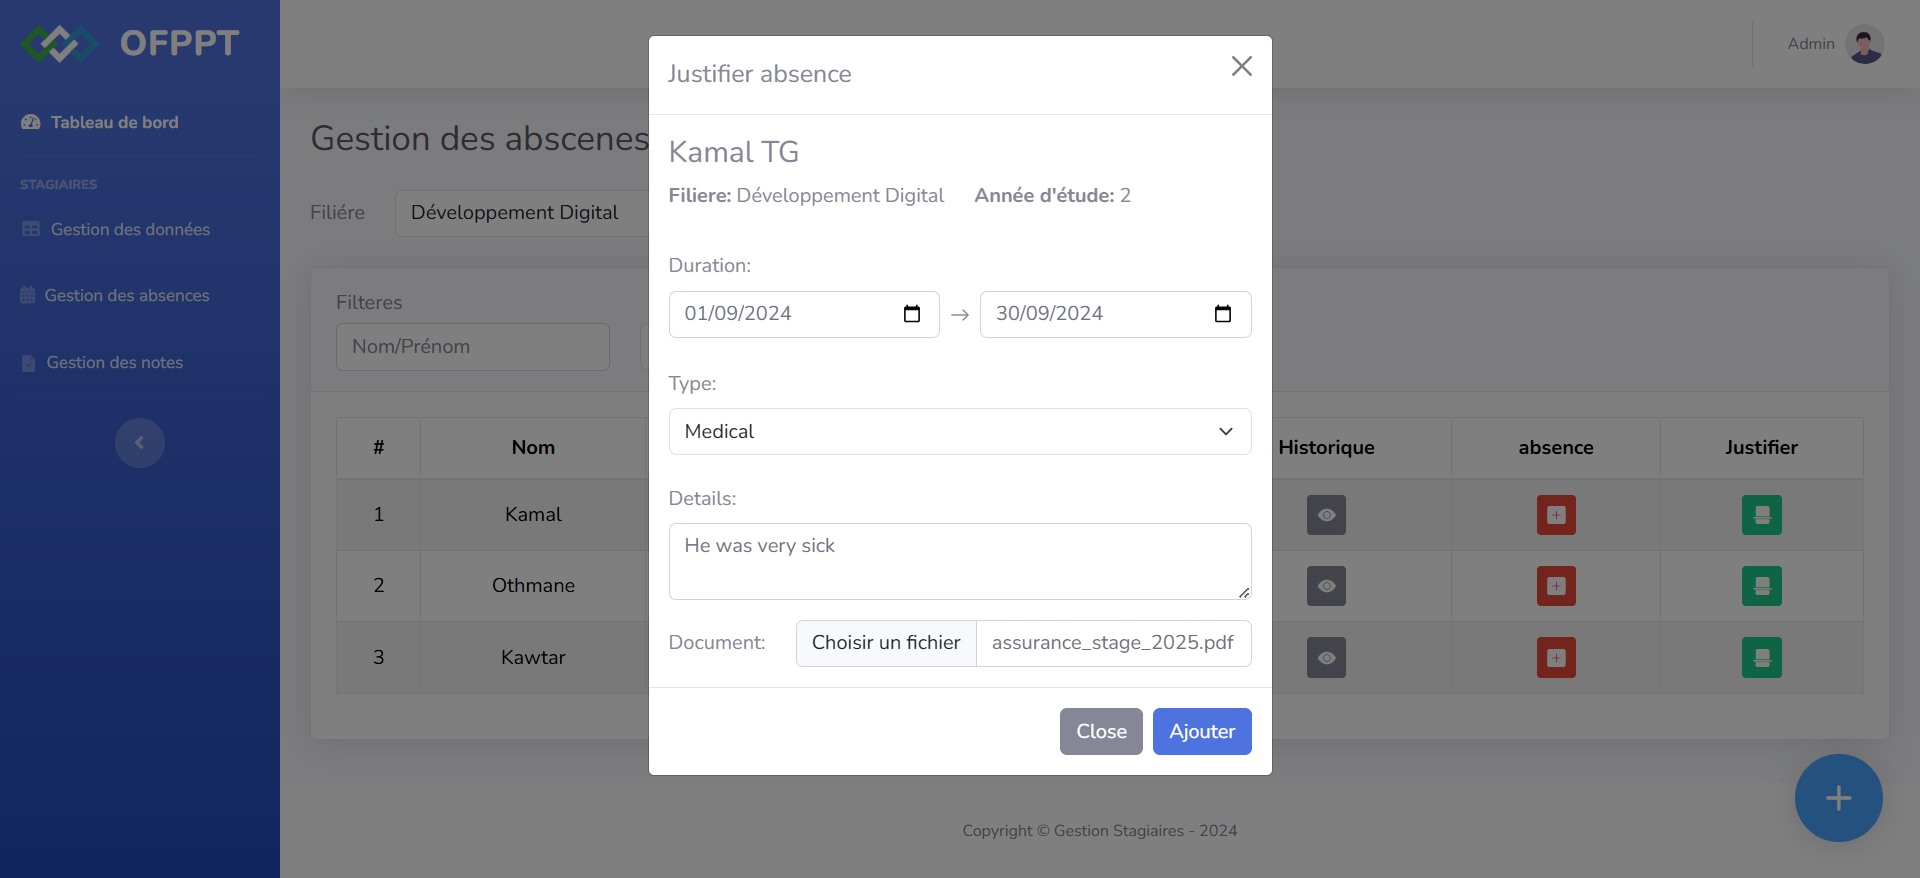 OFPPT
Tableau de bord
STAGIAIRES
Gestion des données
Gestion des absences
Gestion des notes
Admin
Gestion des abscenes
Filiére
Développement Digital
Filteres
Nom/Prénom
# Nom Historique absence Justifier
1 Kamal
2 Othmane
3 Kawtar
Justifier absence
Kamal TG
Filiere: Développement Digital Année d'étude: 2
Duration:
01/09/2024 → 30/09/2024
Type:
Medical
Details:
He was very sick
Document: Choisir un fichier assurance_stage_2025.pdf
Close Ajouter
Copyright © Gestion Stagiaires - 2024